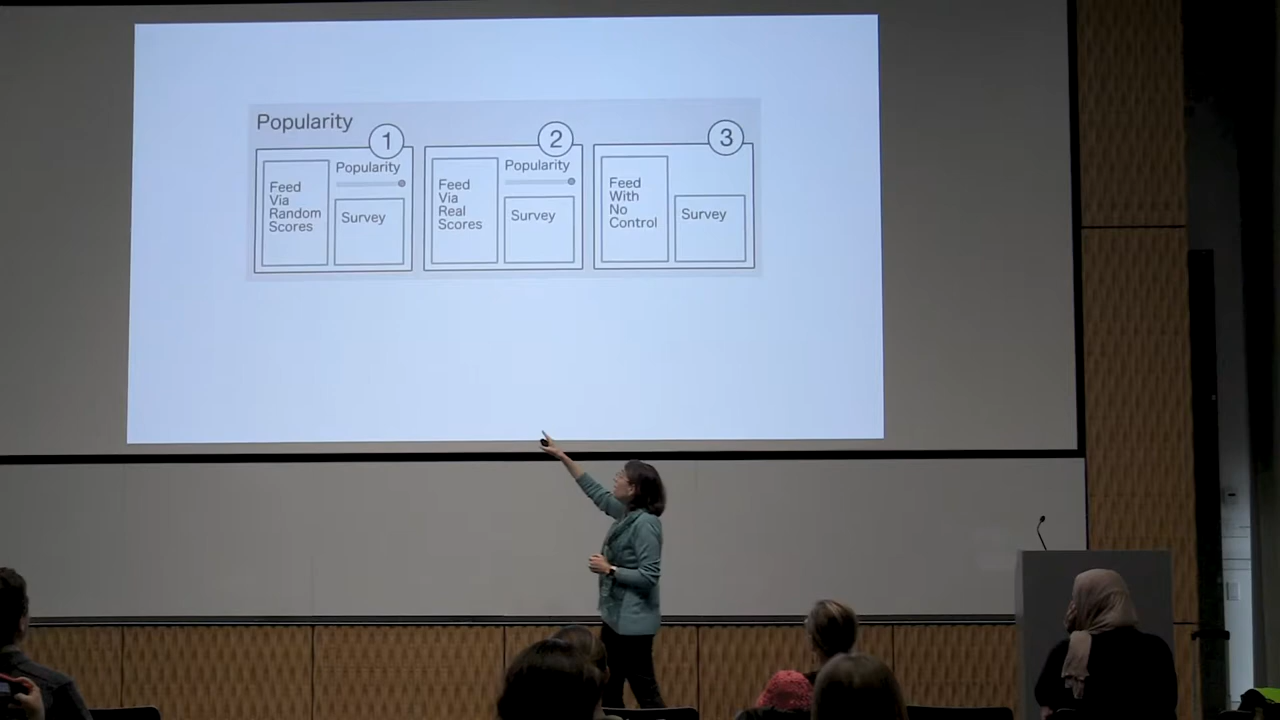 Popularity
1
Popularity
Feed
Via
Random
Scores
Survey
2
Popularity
Feed
Via
Real
Scores
Survey
3
Feed
With
No
Control
Survey